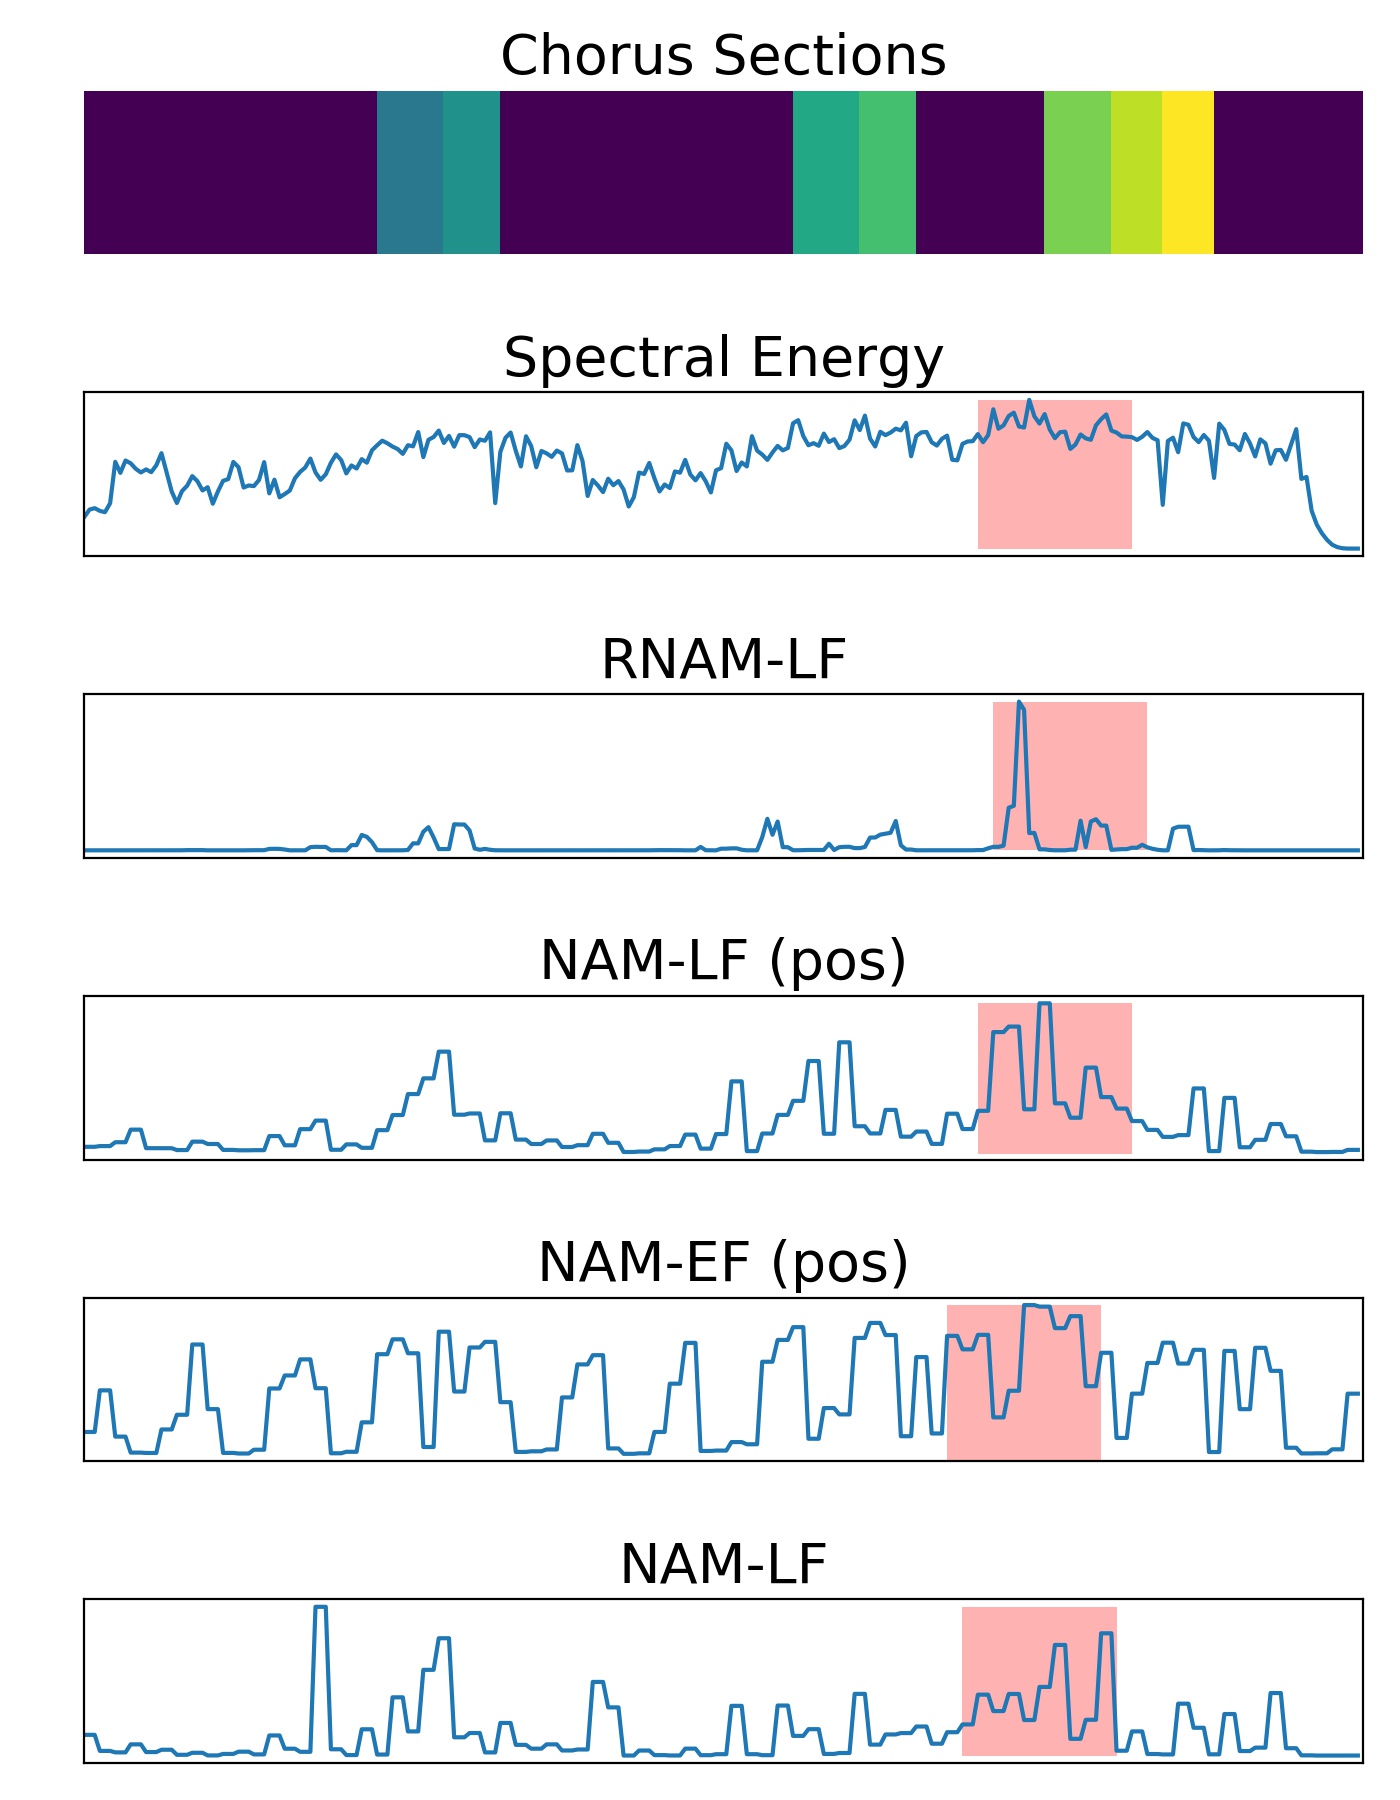 Chorus Sections
Spectral Energy
RNAM-LF
NAM-LF (pos)
NAM-EF (pos)
NAM-LF